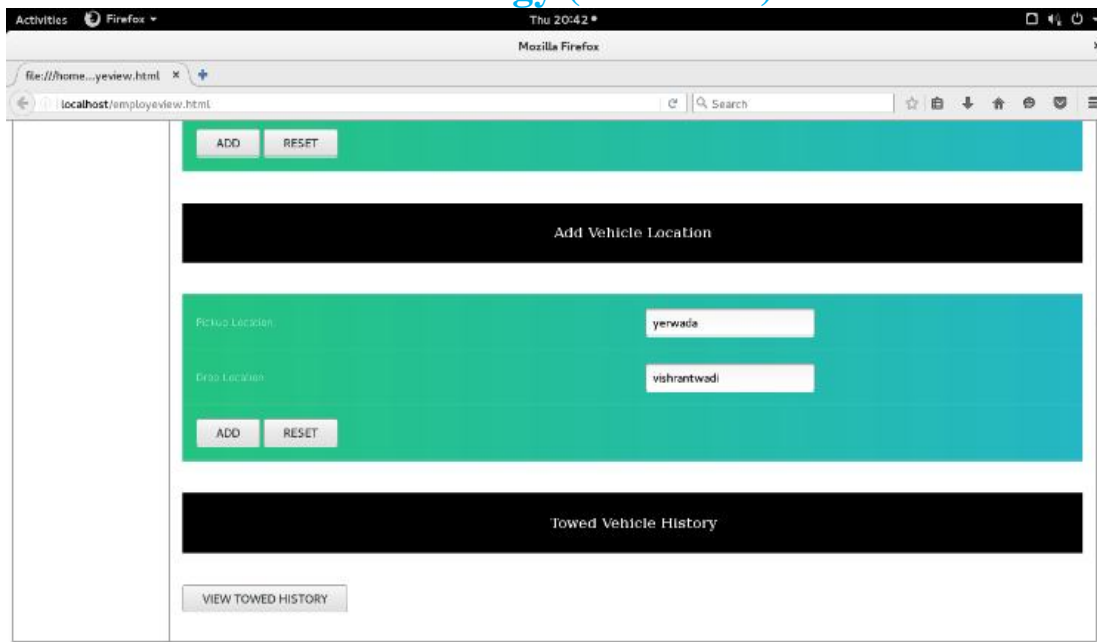 gy (
Activities Firefox Thu 20:42
Mozilla Firefox
file:///home...yeview.html
localhost/employeview.html Search
ADD RESET
Add Vehicle Location
Pickup Location yerwada
Drop Location vishrantwadi
ADD RESET
Towed Vehicle History
VIEW TOWED HISTORY